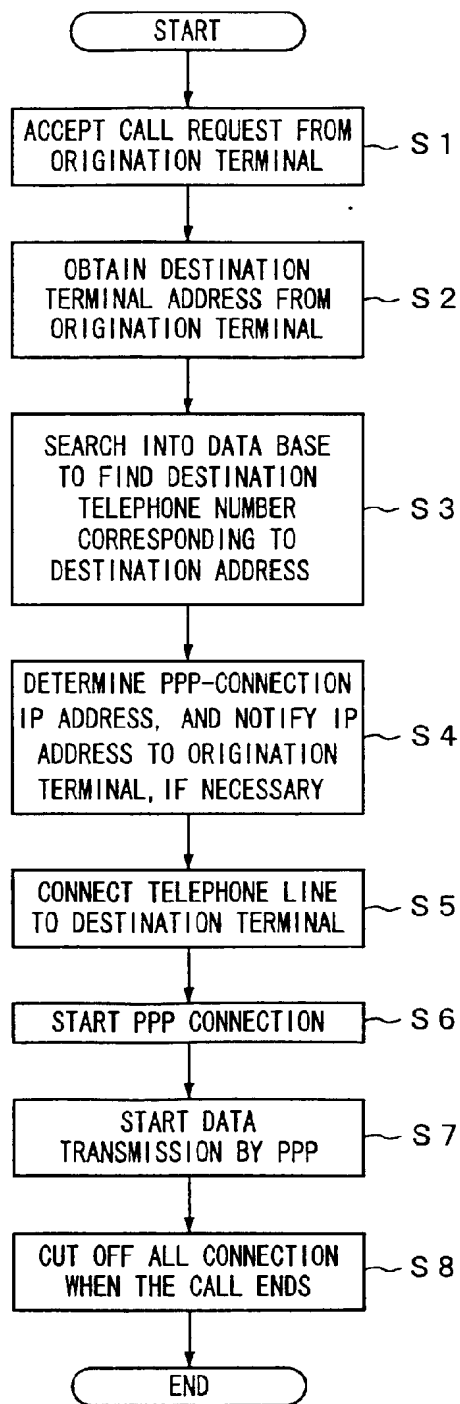 START
ACCEPT CALL REQUEST FROM
ORIGINATION TERMINAL
S1
OBTAIN DESTINATION
TERMINAL ADDRESS FROM
ORIGINATION TERMINAL
S2
SEARCH INTO DATA BASE
TO FIND DESTINATION
TELEPHONE NUMBER
CORRESPONDING TO
DESTINATION ADDRESS
S3
DETERMINE PPP-CONNECTION
IP ADDRESS, AND NOTIFY IP
ADDRESS TO ORIGINATION
TERMINAL, IF NECESSARY
S4
CONNECT TELEPHONE LINE
TO DESTINATION TERMINAL
S5
START PPP CONNECTION
S6
START DATA
TRANSMISSION BY PPP
S7
CUT OFF ALL CONNECTION
WHEN THE CALL ENDS
S8
END